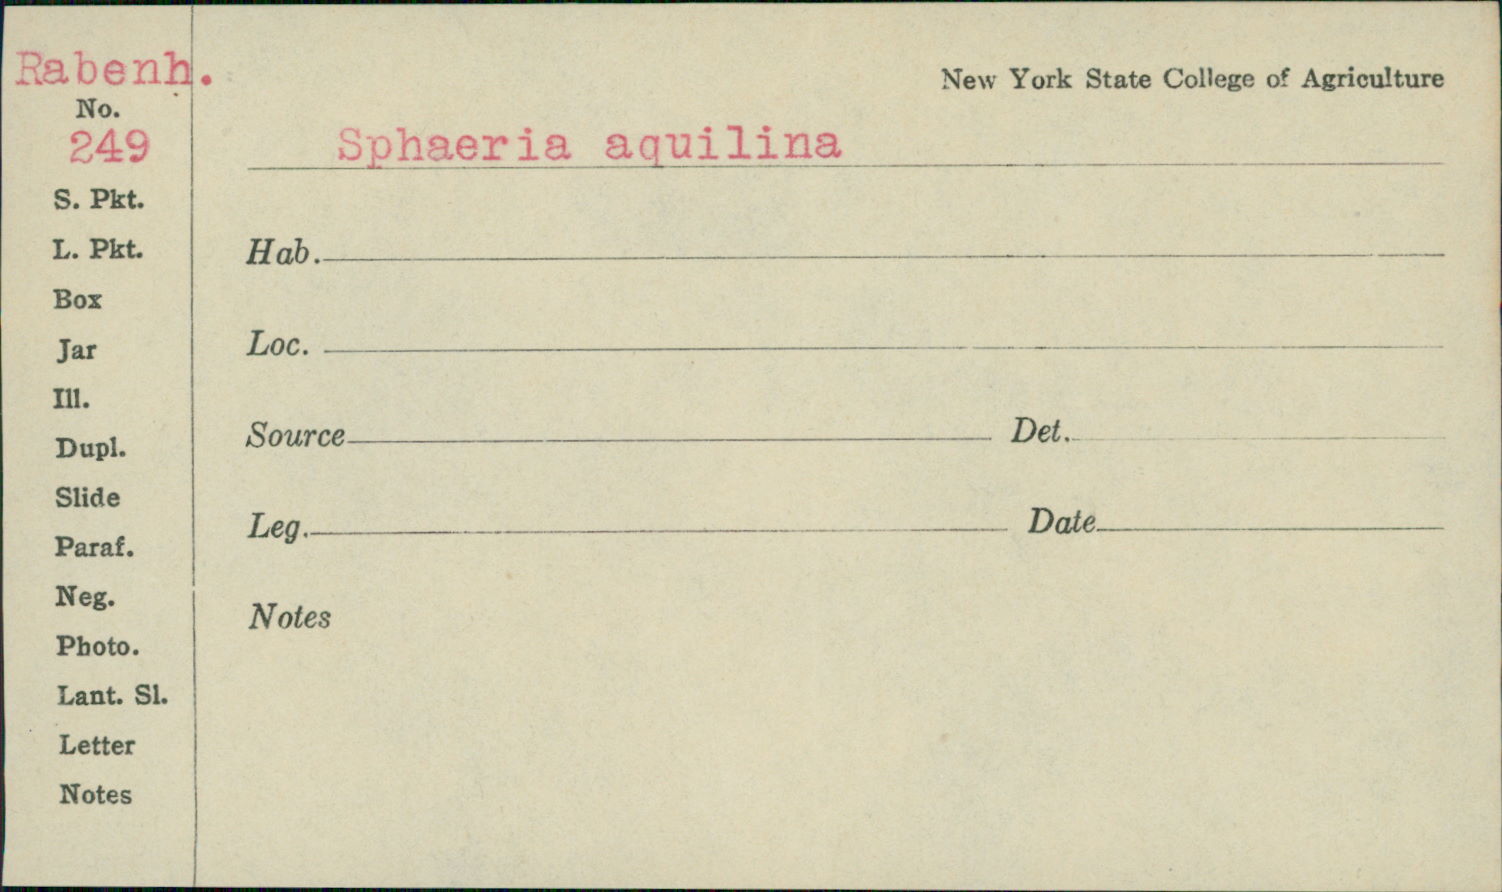 Rabenh.
No.
249
S. Pkt.
L. Pkt.
Box
Jar
Ill.
Dupl.
Slide
Paraf.
Neg.
Photo.
Lant. Sl.
Letter
Notes
New York State College of Agriculture
Sphaeria aquilina
Hab.
Loc.
Source Det.
Leg. Date
Notes